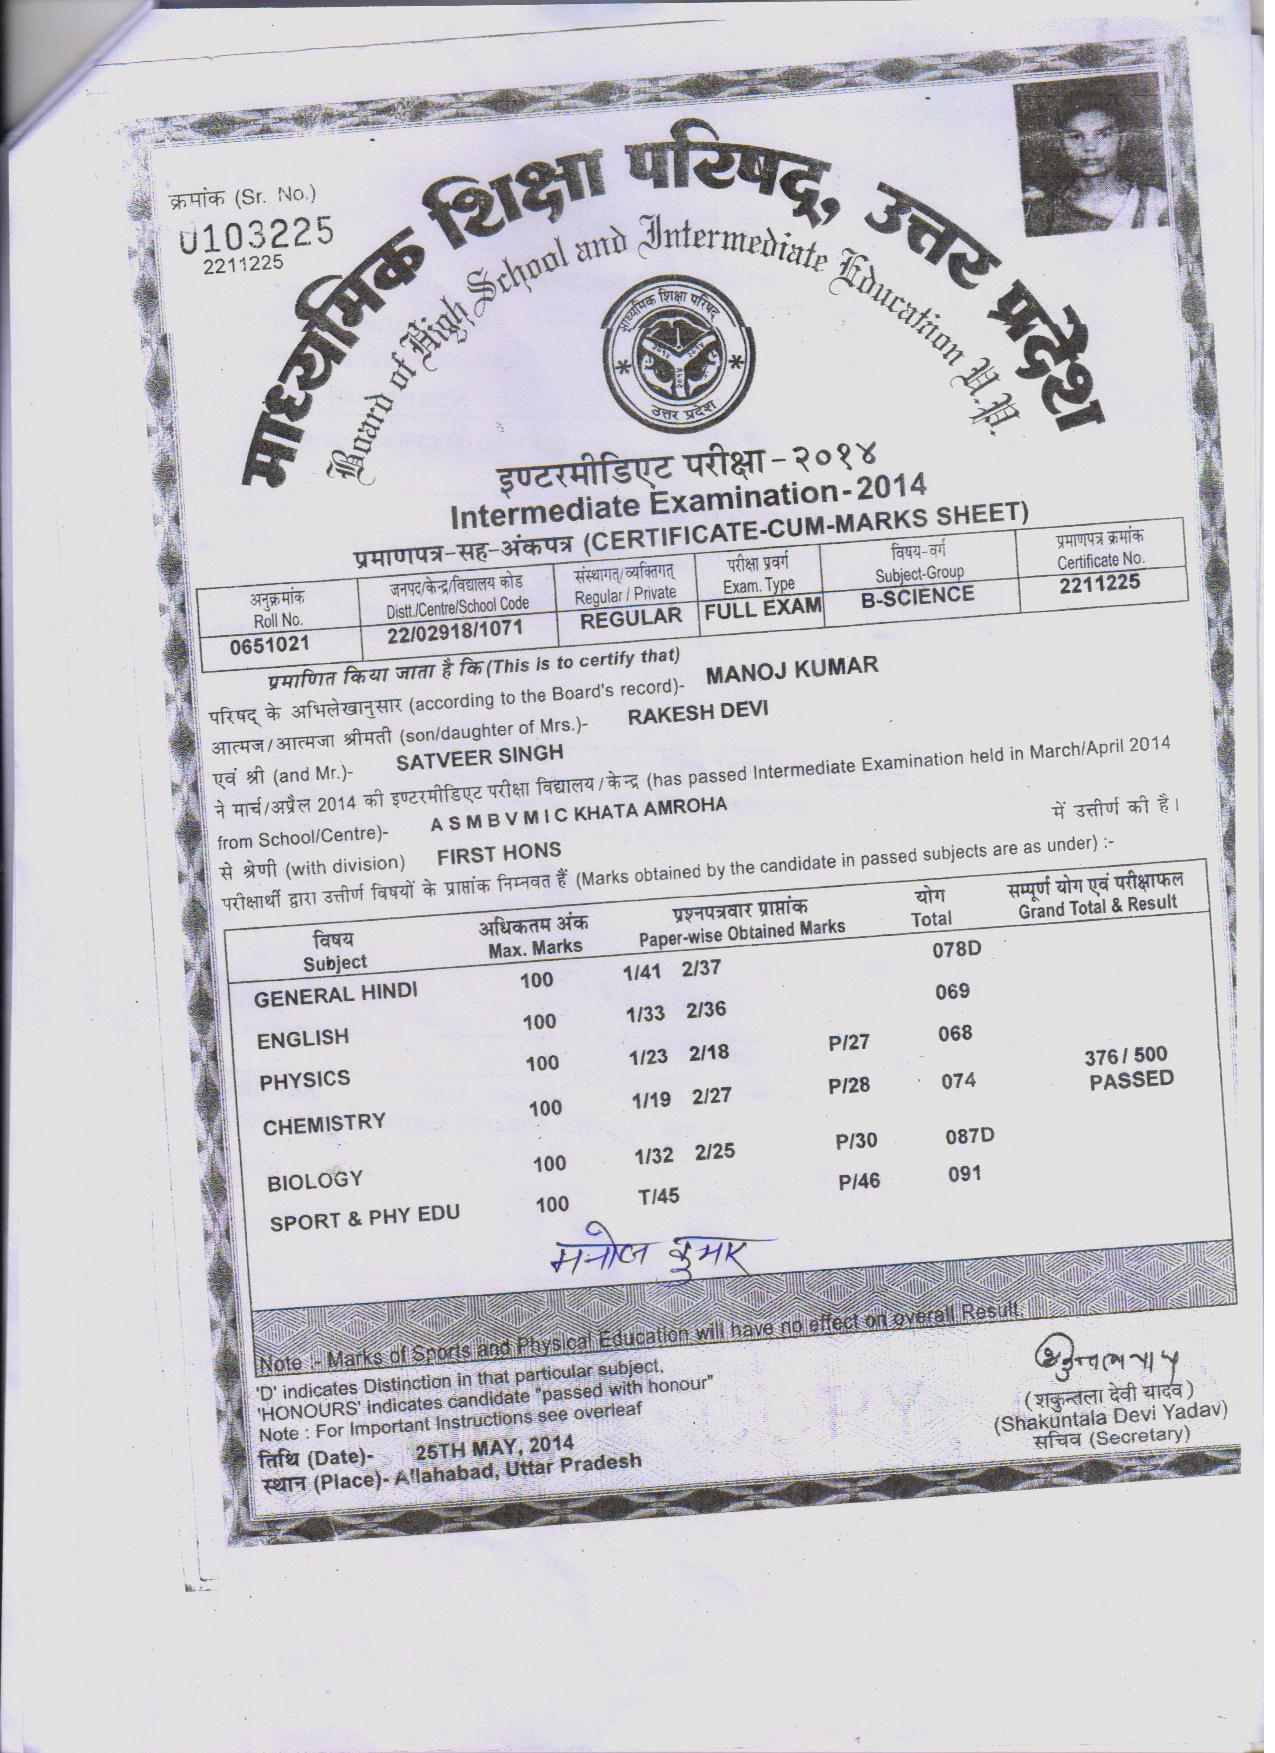 क्रमांक (Sr. No.)
U103225
2211225
माध्यमिक शिक्षा परिषद्, उत्तर प्रदेश
Board of High School and Intermediate Education U.P.
माध्यमिक शिक्षा परिषद्
२०१४ २०१४
२०१४
उत्तर प्रदेश
इण्टरमीडिएट परीक्षा-२०१४
Intermediate Examination-2014
प्रमाणपत्र-सह-अंकपत्र (CERTIFICATE-CUM-MARKS SHEET)
अनुक्रमांक जनपद/केन्द्र/विद्यालय कोड संस्थागत/व्यक्तिगत परीक्षा प्रवर्ग विषय-वर्ग प्रमाणपत्र क्रमांक
Roll No. Distt./Centre/School Code Regular / Private Exam. Type Subject-Group Certificate No.
0651021 22/02918/1071 REGULAR FULL EXAM B-SCIENCE 2211225
प्रमाणित किया जाता है कि (This is to certify that)
परिषद् के अभिलेखानुसार (according to the Board's record)- MANOJ KUMAR
आत्मज/आत्मजा श्रीमती (son/daughter of Mrs.)- RAKESH DEVI
एवं श्री (and Mr.)- SATVEER SINGH
ने मार्च/अप्रैल 2014 की इण्टरमीडिएट परीक्षा विद्यालय/केन्द्र (has passed Intermediate Examination held in March/April 2014
from School/Centre)- A S M B V M I C KHATA AMROHA
से श्रेणी (with division) FIRST HONS में उत्तीर्ण की है।
परीक्षार्थी द्वारा उत्तीर्ण विषयों के प्राप्तांक निम्नवत हैं (Marks obtained by the candidate in passed subjects are as under) :-
विषय अधिकतम अंक प्रश्नपत्रवार प्राप्तांक योग सम्पूर्ण योग एवं परीक्षाफल
Subject Max. Marks Paper-wise Obtained Marks Total Grand Total & Result
GENERAL HINDI 100 1/41 2/37 078D
ENGLISH 100 1/33 2/36 069
PHYSICS 100 1/23 2/18 P/27 068
376 / 500
CHEMISTRY 100 1/19 2/27 P/28 074
PASSED
BIOLOGY 100 1/32 2/25 P/30 087D
SPORT & PHY EDU 100 T/45 P/46 091
मनोज कुमार
Note :- Marks of Sports and Physical Education will have no effect on overall Result.
'D' indicates Distinction in that particular subject,
'HONOURS' indicates candidate "passed with honour"
Note : For Important Instructions see overleaf
तिथि (Date)- 25TH MAY, 2014
स्थान (Place)- A'llahabad, Uttar Pradesh
(शकुन्तला देवी यादव)
(Shakuntala Devi Yadav)
सचिव (Secretary)